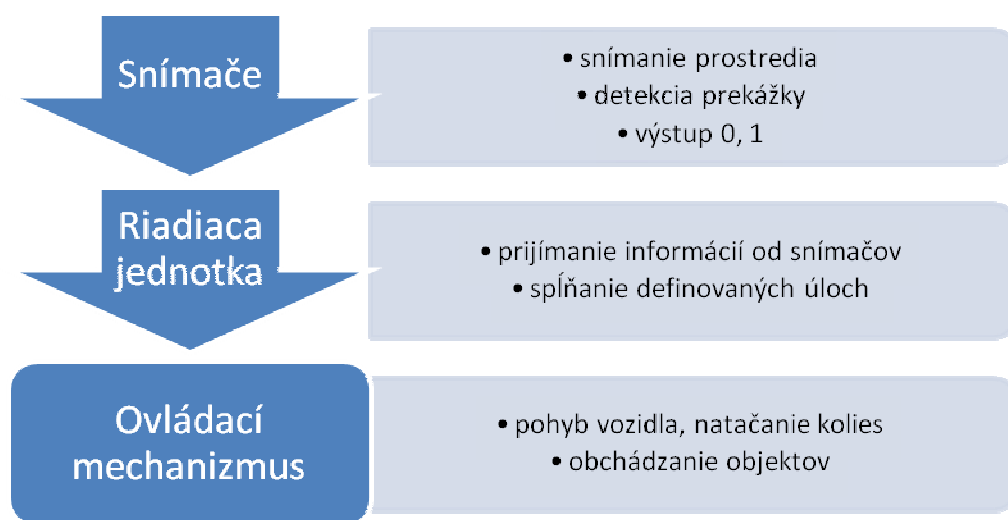 Snímače
• snímanie prostredia
• detekcia prekážky
• výstup 0, 1
Riadiaca
jednotka
• prijímanie informácií od snímačov
• spĺňanie definovaných úloch
Ovládací
mechanizmus
• pohyb vozidla, natačanie kolies
• obchádzanie objektov